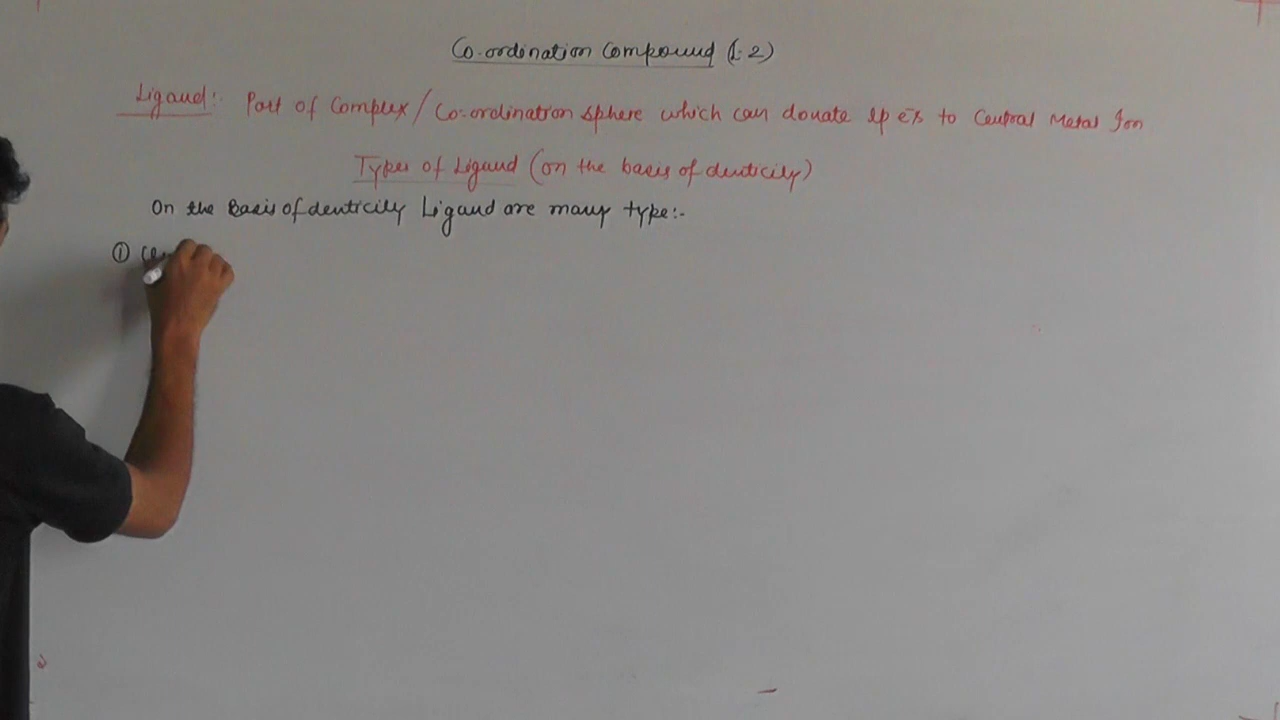 Co-ordination Compound (L-2)
Ligand:- Part of Complex/Co-ordination sphere which can donate lp e⁻s to Central Metal Ion
Types of Ligand (on the basis of denticity)
On the Basis of denticity Ligand are many type:-
①